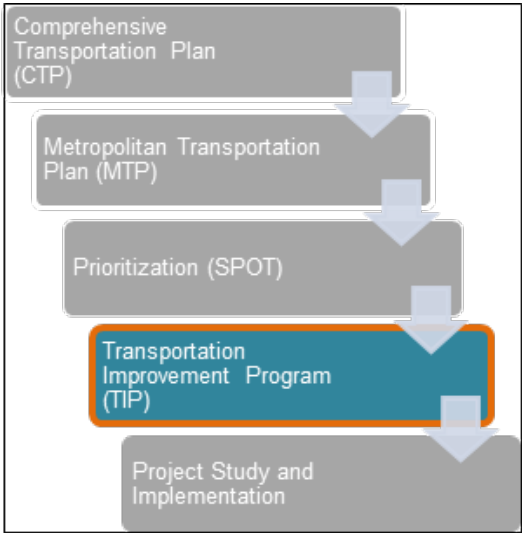 Comprehensive
Transportation Plan
(CTP)
Metropolitan Transportation
Plan (MTP)
Prioritization (SPOT)
Transportation
Improvement Program
(TIP)
Project Study and
Implementation